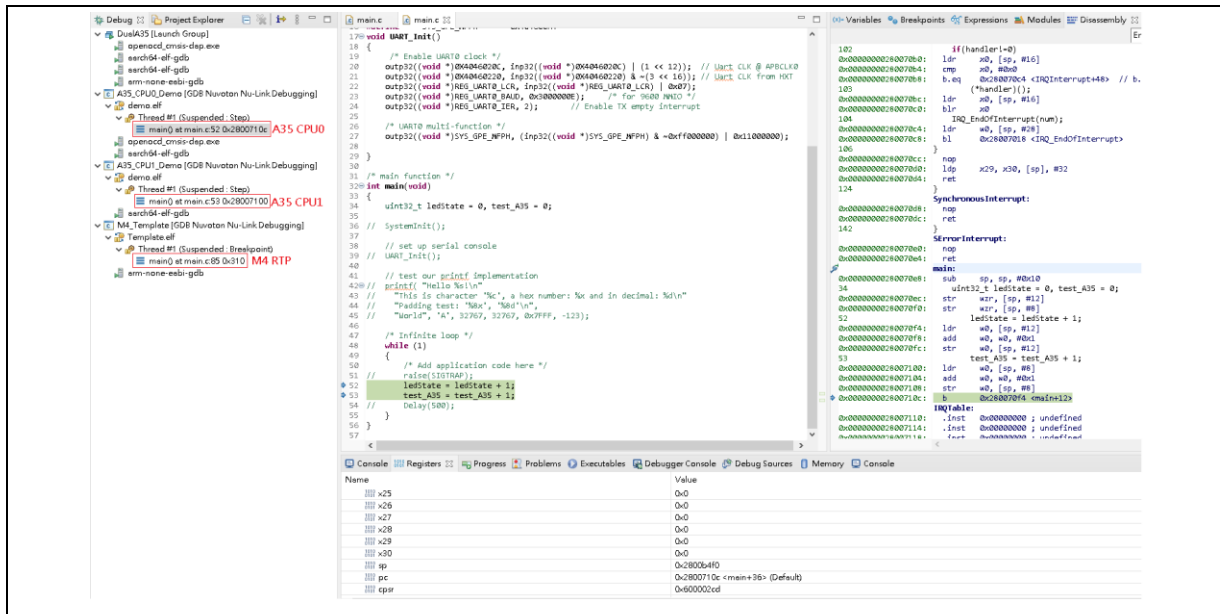 Debug Project Explorer
DualA35 [Launch Group]
openocd_cmsis-dap.exe
aarch64-elf-gdb
aarch64-elf-gdb
arm-none-eabi-gdb
A35_CPU0_Demo [GDB Nuvoton Nu-Link Debugging]
demo.elf
Thread #1 (Suspended : Step)
main() at main.c:52 0x2800710c A35 CPU0
openocd_cmsis-dap.exe
aarch64-elf-gdb
A35_CPU1_Demo [GDB Nuvoton Nu-Link Debugging]
demo.elf
Thread #1 (Suspended : Step)
main() at main.c:53 0x28007100 A35 CPU1
aarch64-elf-gdb
M4_Template [GDB Nuvoton Nu-Link Debugging]
Template.elf
Thread #1 (Suspended : Breakpoint)
main() at main.c:85 0x310 M4 RTP
arm-none-eabi-gdb
main.c main.c
17 void UART_Init()
18 {
19 /* Enable UART0 clock */
20 outp32((void *)0X4046020C, inp32((void *)0X4046020C) | (1 << 12)); // Uart CLK @ APBCLK0
21 outp32((void *)0X40460220, inp32((void *)0X40460220) & ~(3 << 16)); // Uart CLK from HXT
22 outp32((void *)REG_UART0_LCR, inp32((void *)REG_UART0_LCR) | 0x07);
23 outp32((void *)REG_UART0_BAUD, 0x3000000E); /* for 9600 MHIO */
24 outp32((void *)REG_UART0_IER, 2); // Enable TX empty interrupt
25
26 /* UART0 multi-function */
27 outp32((void *)SYS_GPE_MFPH, (inp32((void *)SYS_GPE_MFPH) & ~0xff000000) | 0x11000000);
28
29 }
30
31 /* main function */
32 int main(void)
33 {
34 uint32_t ledState = 0, test_A35 = 0;
35
36 // SystemInit();
37
38 // set up serial console
39 // UART_Init();
40
41 // test our printf implementation
42 // printf( "Hello %s!\n"
43 // "This is character '%c', a hex number: %x and in decimal: %d\n"
44 // "Padding test: '%8x', '%8d'\n",
45 // "World", 'A', 32767, 32767, 0x7FFF, -123);
46
47 /* Infinite loop */
48 while (1)
49 {
50 /* Add application code here */
51 // raise(SIGTRAP);
52 ledState = ledState + 1;
53 test_A35 = test_A35 + 1;
54 // Delay(500);
55 }
56 }
57
Variables Breakpoints Expressions Modules Disassembly
102 if(handler!=0)
0x00000000280070b0: ldr x0, [sp, #16]
0x00000000280070b4: cmp x0, #0x0
0x00000000280070b8: b.eq 0x280070c4 <IRQInterrupt+48> // b.
103 (*handler)();
0x00000000280070bc: ldr x0, [sp, #16]
0x00000000280070c0: blr x0
104 IRQ_EndOfInterrupt(num);
0x00000000280070c4: ldr w0, [sp, #28]
0x00000000280070c8: bl 0x28007018 <IRQ_EndOfInterrupt>
106 }
0x00000000280070cc: nop
0x00000000280070d0: ldp x29, x30, [sp], #32
0x00000000280070d4: ret
124 }
SynchronousInterrupt:
0x00000000280070d8: nop
0x00000000280070dc: ret
142 }
SErrorInterrupt:
0x00000000280070e0: nop
0x00000000280070e4: ret
main:
0x00000000280070e8: sub sp, sp, #0x10
34 uint32_t ledState = 0, test_A35 = 0;
0x00000000280070ec: str wzr, [sp, #12]
0x00000000280070f0: str wzr, [sp, #8]
52 ledState = ledState + 1;
0x00000000280070f4: ldr w0, [sp, #12]
0x00000000280070f8: add w0, w0, #0x1
0x00000000280070fc: str w0, [sp, #12]
53 test_A35 = test_A35 + 1;
0x0000000028007100: ldr w0, [sp, #8]
0x0000000028007104: add w0, w0, #0x1
0x0000000028007108: str w0, [sp, #8]
0x000000002800710c: b 0x280070f4 <main+12>
IRQTable:
0x0000000028007110: .inst 0x00000000 ; undefined
0x0000000028007114: .inst 0x00000000 ; undefined
0x0000000028007118: .inst 0x00000000 ; undefined
Console Registers Progress Problems Executables Debugger Console Debug Sources Memory Console
Name Value
x25 0x0
x26 0x0
x27 0x0
x28 0x0
x29 0x0
x30 0x0
sp 0x2800b4f0
pc 0x2800710c <main+36> (Default)
cpsr 0x600002cd